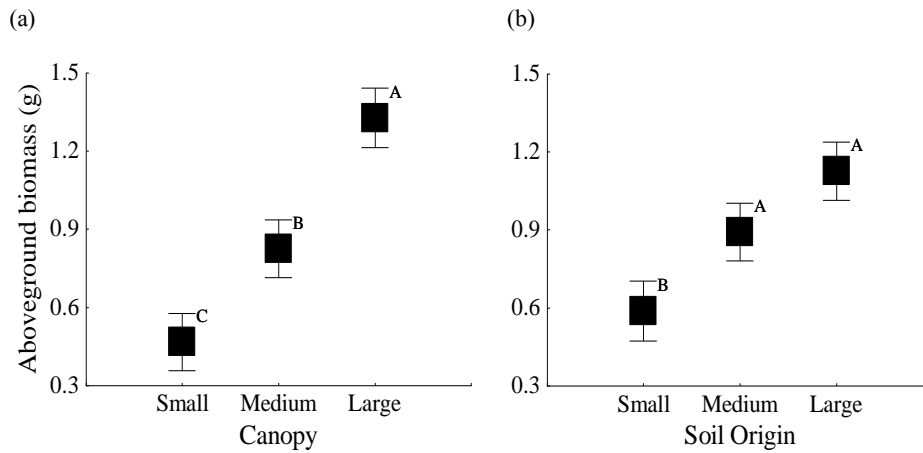 (a)
(b)
Aboveground biomass (g)
1.5
1.2
0.9
0.6
0.3
C
B
A
Small Medium Large
Canopy
1.5
1.2
0.9
0.6
0.3
B
A
A
Small Medium Large
Soil Origin